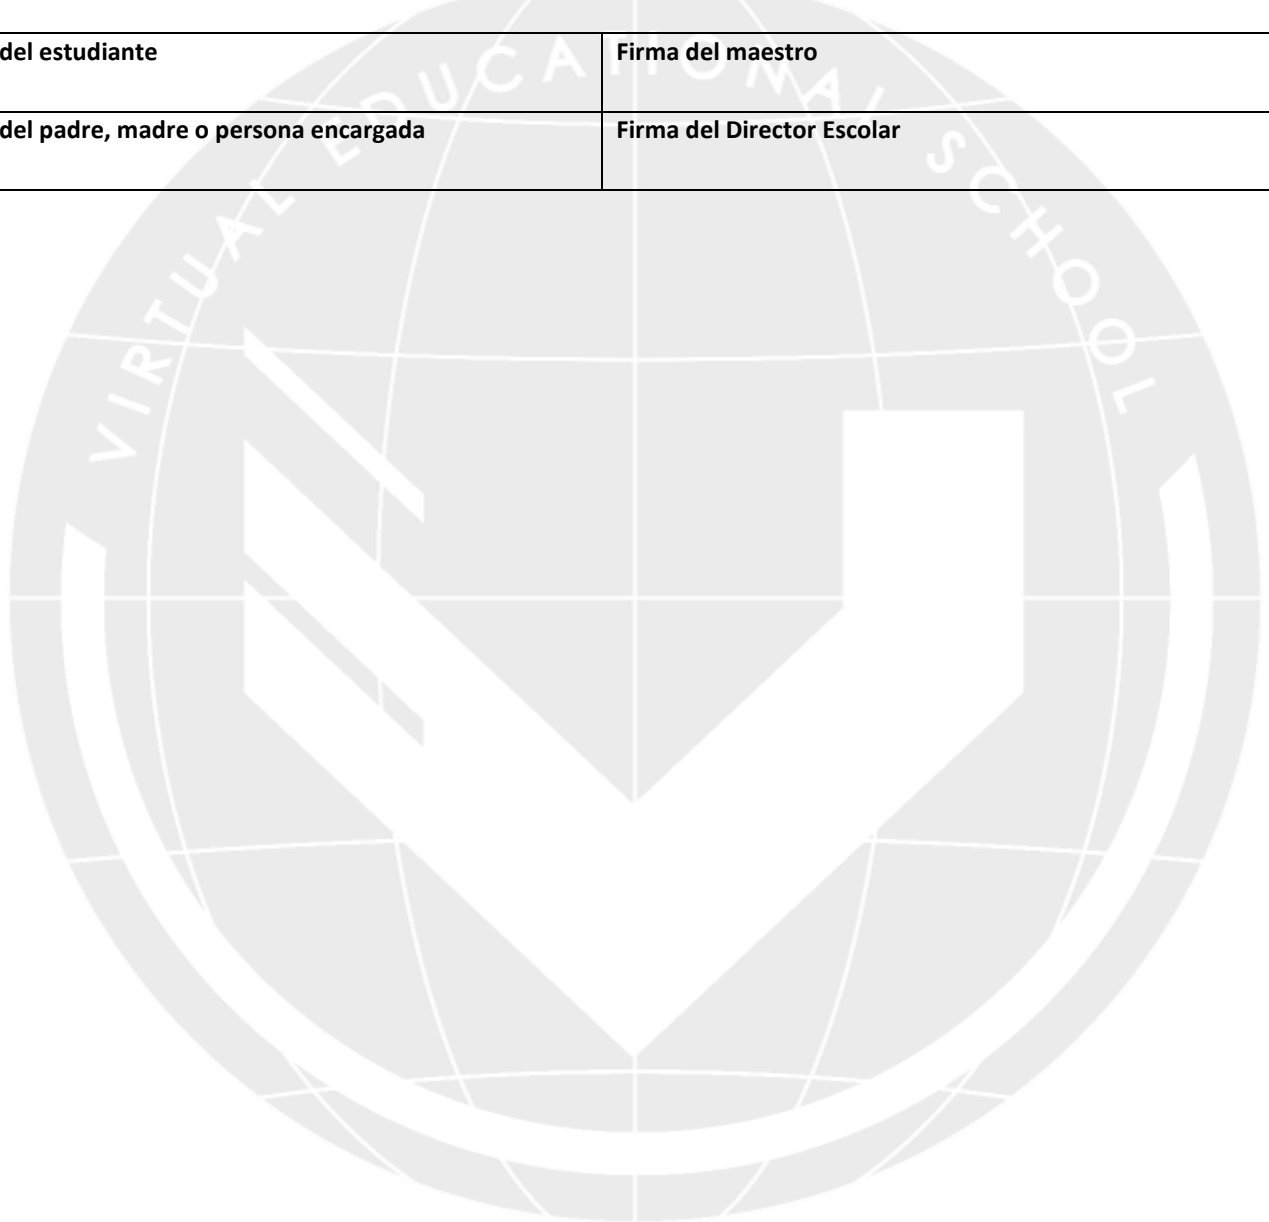 del estudiante
Firma del maestro
del padre, madre o persona encargada
Firma del Director Escolar
VIRTUAL EDUCATIONAL SCHOOL